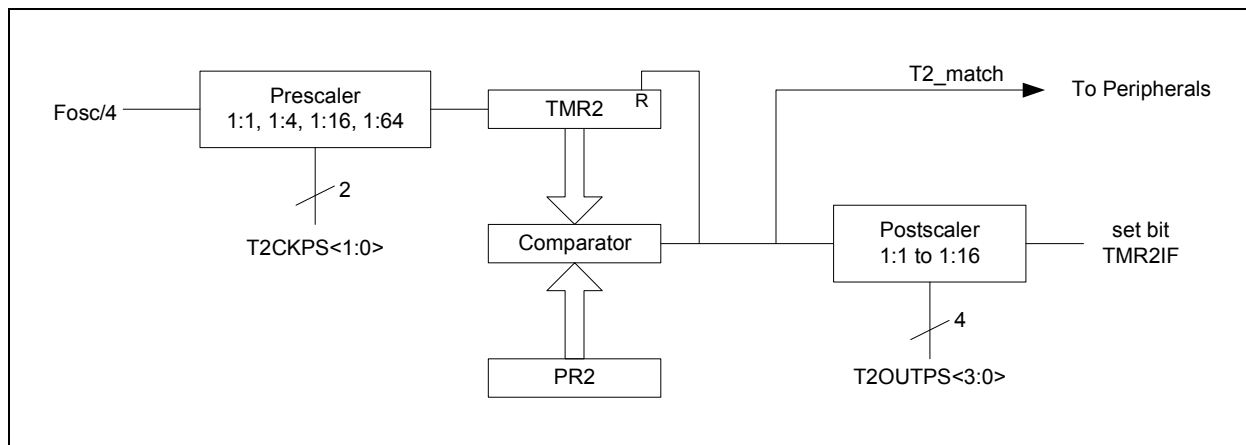 T2_match
To Peripherals
Fosc/4
Prescaler
1:1, 1:4, 1:16, 1:64
TMR2
R
2
T2CKPS<1:0>
Comparator
Postscaler
1:1 to 1:16
set bit
TMR2IF
4
T2OUTPS<3:0>
PR2